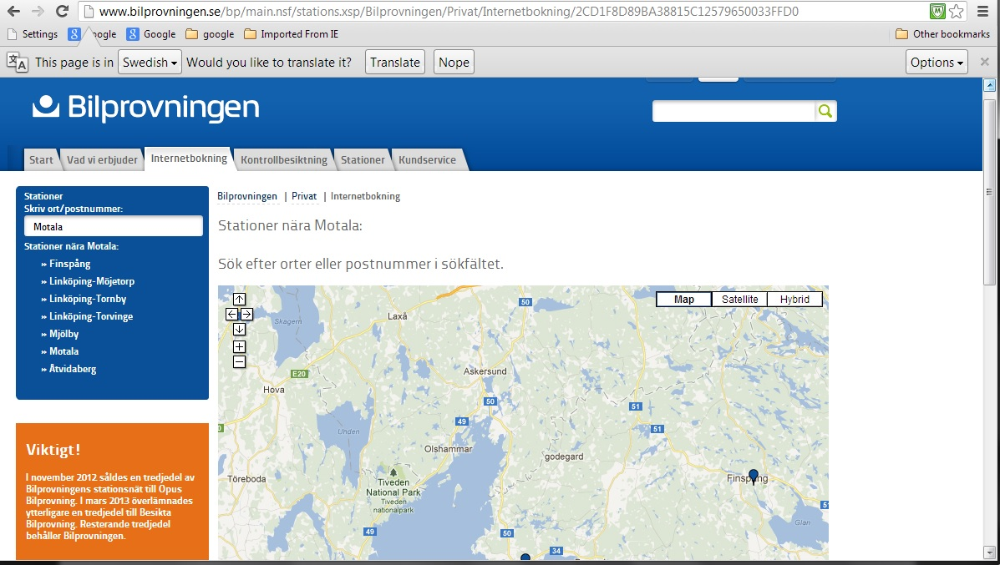 www.bilprovningen.se/bp/main.nsf/stations.xsp/Bilprovningen/Privat/Internetbokning/2CD1F8D89BA38815C12579650033FFD0
Settings Google Google google Imported From IE Other bookmarks
This page is in Swedish Would you like to translate it? Translate Nope Options
Bilprovningen
Start Vad vi erbjuder Internetbokning Kontrollbesiktning Stationer Kundservice
Stationer
Skriv ort/postnummer:
Motala
Stationer nära Motala:
» Finspång
» Linköping-Möjetorp
» Linköping-Tornby
» Linköping-Torvinge
» Mjölby
» Motala
» Åtvidaberg
Viktigt!
I november 2012 såldes en tredjedel av
Bilprovningens stationsnät till Opus
Bilprovning. I mars 2013 överlämnades
ytterligare en tredjedel till Besikta
Bilprovning. Resterande tredjedel
behåller Bilprovningen.
Bilprovningen | Privat | Internetbokning
Stationer nära Motala:
Sök efter orter eller postnummer i sökfältet.
Map Satellite Hybrid
50
Laxå
Skagern
Askersund
E20
Hova
50
51
49
Unden
51
Olshammar
godegard
Töreboda
Tiveden
National Park
Tiveden
nationalpark
Finspång
51
Glan
49
50
34